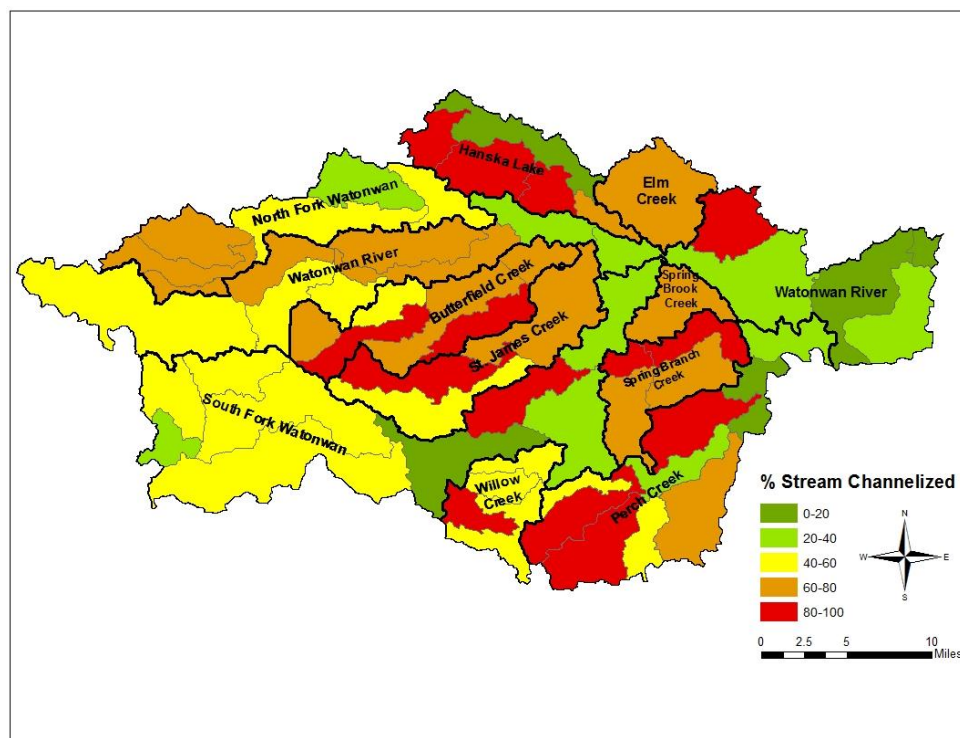 Hanska Lake
Elm
Creek
North Fork Watonwan
Watonwan River
Spring
Brook
Creek
Watonwan River
Butterfield Creek
St. James Creek
Spring Branch
Creek
South Fork Watonwan
Willow
Creek
Perch Creek
% Stream Channelized
0-20
20-40
40-60
60-80
80-100
N
W
E
S
0 2.5 5 10
Miles